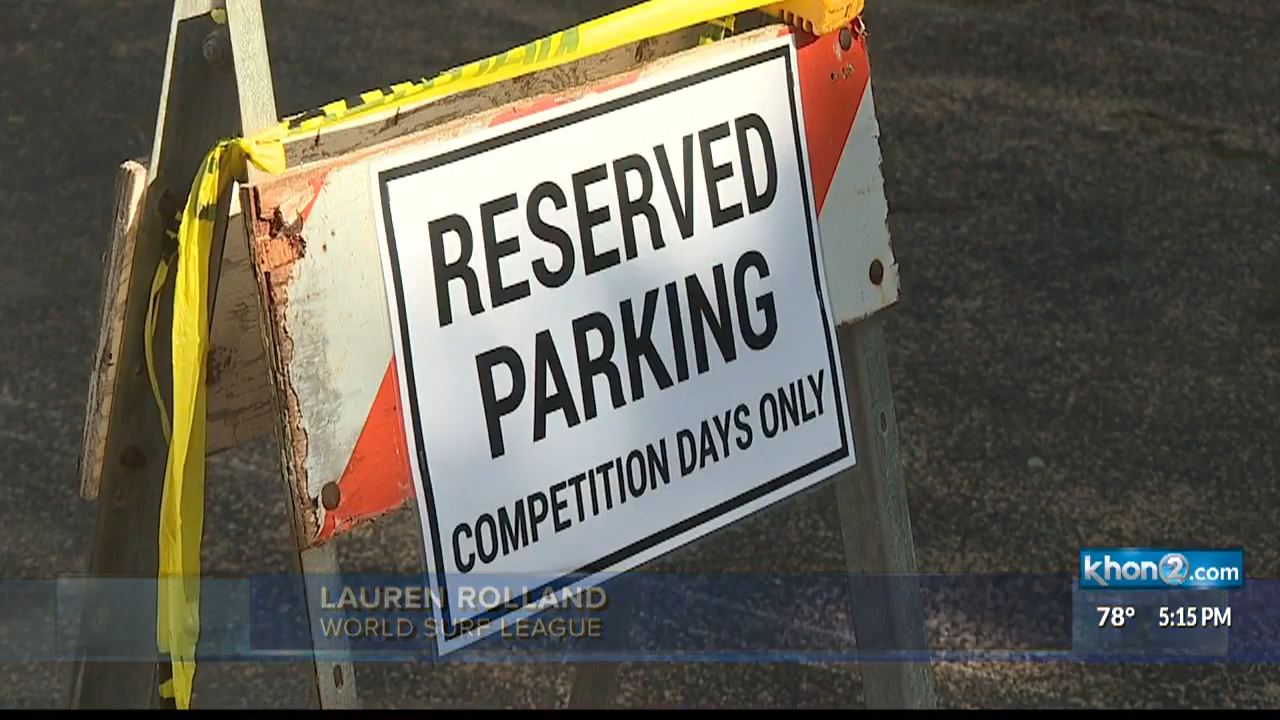 RESERVED
PARKING
COMPETITION DAYS ONLY
LAUREN ROLLAND
WORLD SURF LEAGUE
khon2.com
78° 5:15 PM